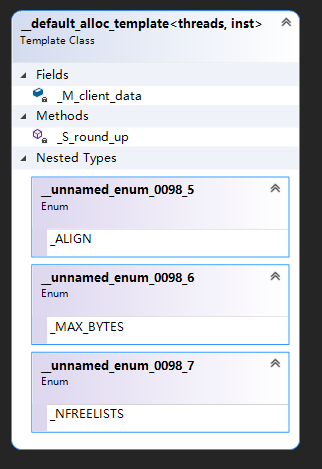 __default_alloc_template<threads, inst>
Template Class
Fields
_M_client_data
Methods
_S_round_up
Nested Types
__unnamed_enum_0098_5
Enum
_ALIGN
__unnamed_enum_0098_6
Enum
_MAX_BYTES
__unnamed_enum_0098_7
Enum
_NFREELISTS